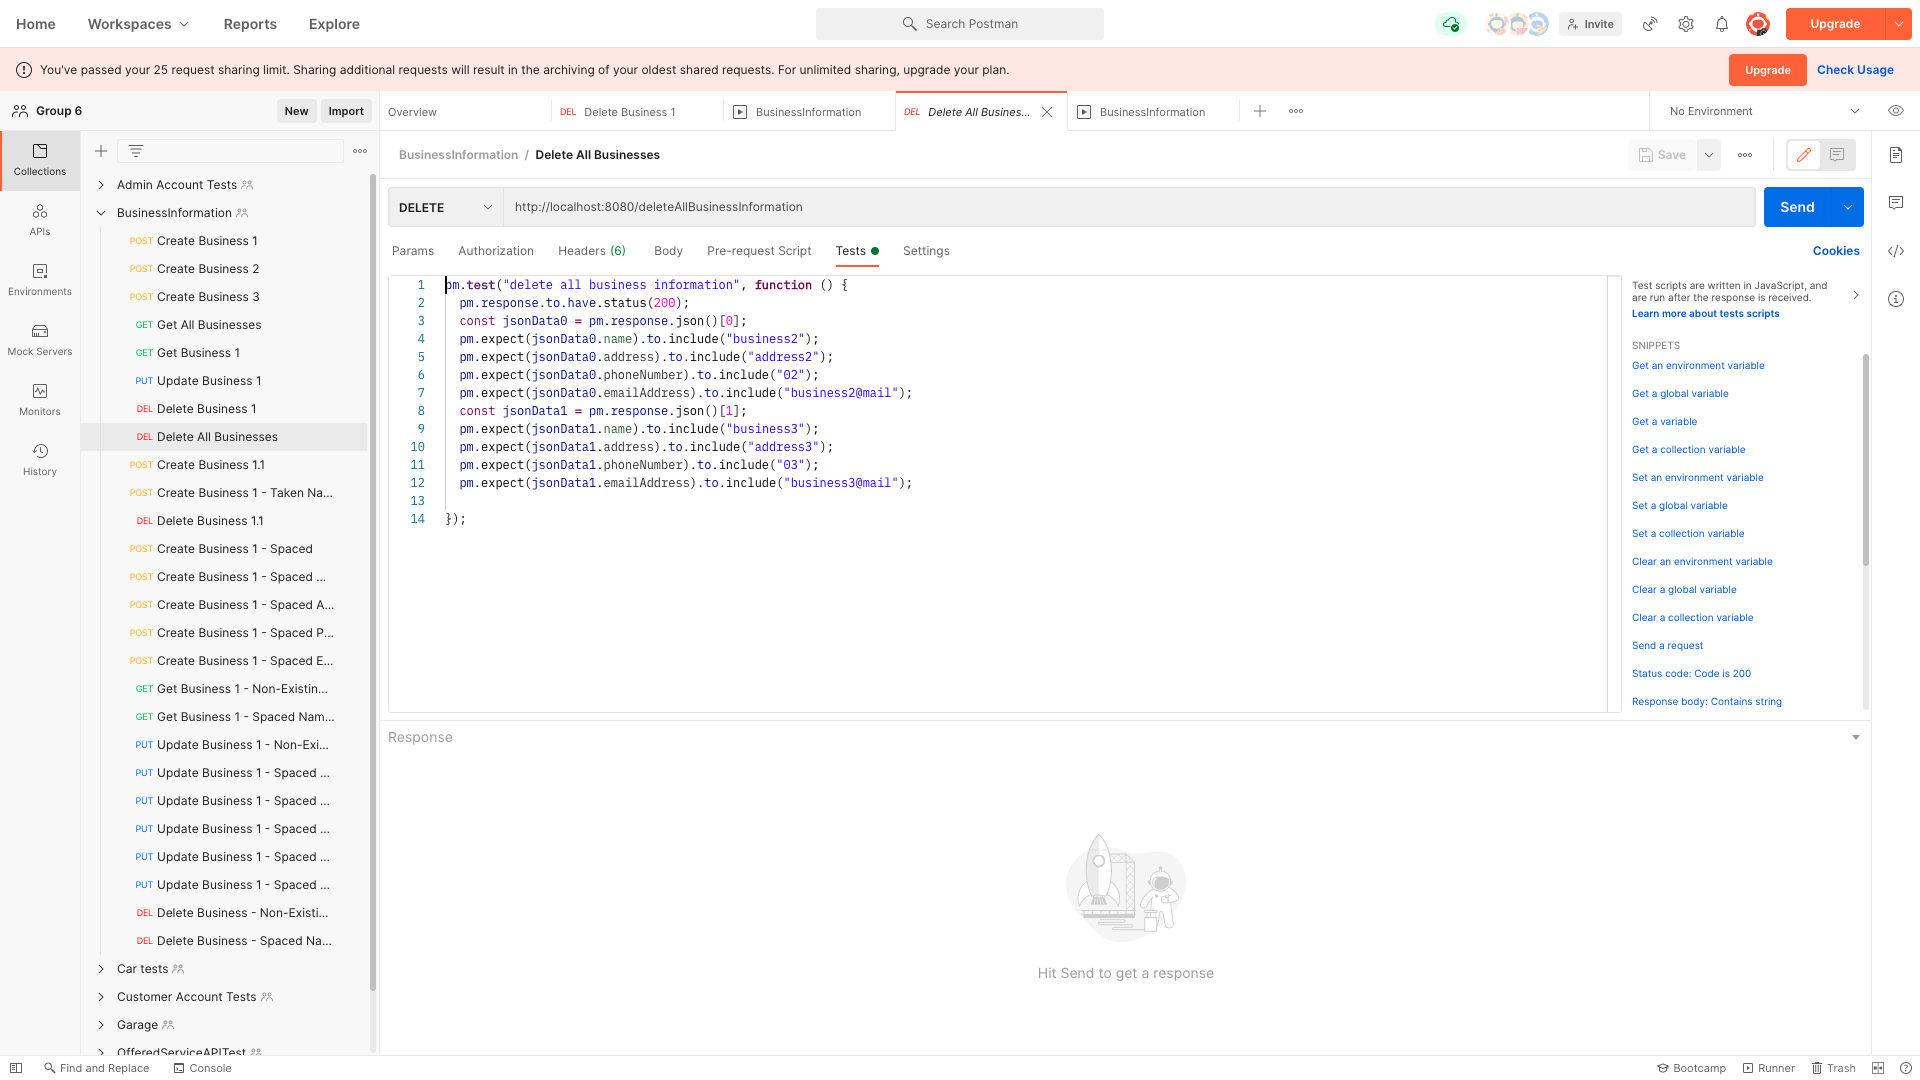 Home
Workspaces
Reports
Explore
Search Postman
Invite
Upgrade
You've passed your 25 request sharing limit. Sharing additional requests will result in the archiving of your oldest shared requests. For unlimited sharing, upgrade your plan.
Upgrade
Check Usage
Group 6
New
Import
Overview
DEL Delete Business 1
BusinessInformation
DEL Delete All Busines...
BusinessInformation
No Environment
Collections
APIs
Environments
Mock Servers
Monitors
History
Admin Account Tests
BusinessInformation
POST Create Business 1
POST Create Business 2
POST Create Business 3
GET Get All Businesses
GET Get Business 1
PUT Update Business 1
DEL Delete Business 1
DEL Delete All Businesses
POST Create Business 1.1
POST Create Business 1 - Taken Na...
DEL Delete Business 1.1
POST Create Business 1 - Spaced
POST Create Business 1 - Spaced ...
POST Create Business 1 - Spaced A...
POST Create Business 1 - Spaced P...
POST Create Business 1 - Spaced E...
GET Get Business 1 - Non-Existin...
GET Get Business 1 - Spaced Nam...
PUT Update Business 1 - Non-Exi...
PUT Update Business 1 - Spaced ...
PUT Update Business 1 - Spaced ...
PUT Update Business 1 - Spaced ...
PUT Update Business 1 - Spaced ...
PUT Update Business 1 - Spaced ...
DEL Delete Business - Non-Existi...
DEL Delete Business - Spaced Na...
Car tests
Customer Account Tests
Garage
OfferedServiceAPITest
BusinessInformation / Delete All Businesses
Save
DELETE
http://localhost:8080/deleteAllBusinessInformation
Send
Params
Authorization
Headers (6)
Body
Pre-request Script
Tests
Settings
Cookies
1 pm.test("delete all business information", function () {
2 pm.response.to.have.status(200);
3 const jsonData0 = pm.response.json()[0];
4 pm.expect(jsonData0.name).to.include("business2");
5 pm.expect(jsonData0.address).to.include("address2");
6 pm.expect(jsonData0.phoneNumber).to.include("02");
7 pm.expect(jsonData0.emailAddress).to.include("business2@mail");
8 const jsonData1 = pm.response.json()[1];
9 pm.expect(jsonData1.name).to.include("business3");
10 pm.expect(jsonData1.address).to.include("address3");
11 pm.expect(jsonData1.phoneNumber).to.include("03");
12 pm.expect(jsonData1.emailAddress).to.include("business3@mail");
13
14 });
Test scripts are written in JavaScript, and
are run after the response is received.
Learn more about tests scripts
SNIPPETS
Get an environment variable
Get a global variable
Get a variable
Get a collection variable
Set an environment variable
Set a global variable
Set a collection variable
Clear an environment variable
Clear a global variable
Clear a collection variable
Send a request
Status code: Code is 200
Response body: Contains string
Response
Hit Send to get a response
Find and Replace
Console
Bootcamp
Runner
Trash